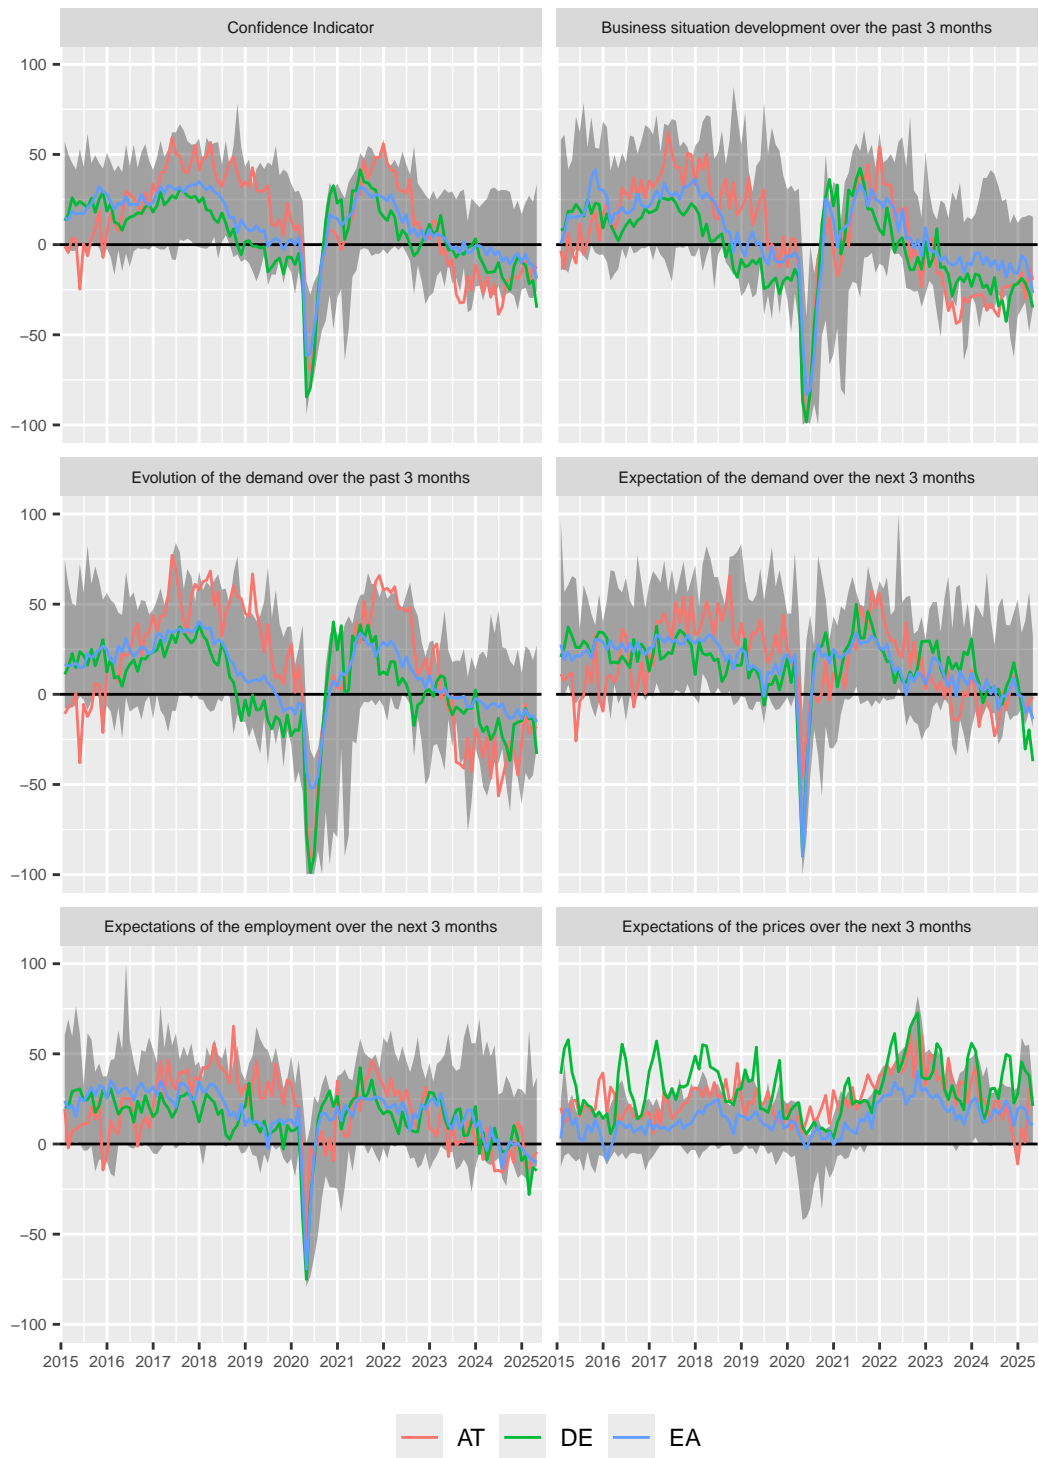 Confidence Indicator
Business situation development over the past 3 months
100
50
0
−50
−100
Evolution of the demand over the past 3 months
Expectation of the demand over the next 3 months
100
50
0
−50
−100
Expectations of the employment over the next 3 months
Expectations of the prices over the next 3 months
100
50
0
−50
−100
2015 2016 2017 2018 2019 2020 2021 2022 2023 2024 2025 2015 2016 2017 2018 2019 2020 2021 2022 2023 2024 2025
AT DE EA